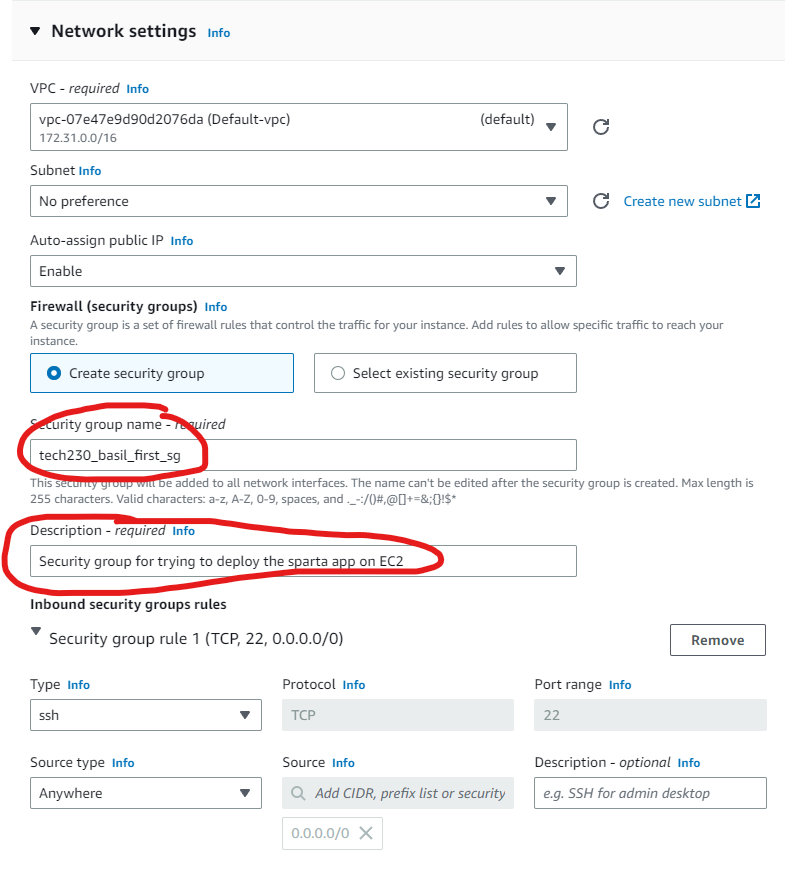 Network settings Info
VPC - required Info
vpc-07e47e9d90d2076da (Default-vpc) (default)
172.31.0.0/16
Subnet Info
No preference
Create new subnet
Auto-assign public IP Info
Enable
Firewall (security groups) Info
A security group is a set of firewall rules that control the traffic for your instance. Add rules to allow specific traffic to reach your
instance.
Create security group Select existing security group
Security group name - required
tech230_basil_first_sg
This security group will be added to all network interfaces. The name can't be edited after the security group is created. Max length is
255 characters. Valid characters: a-z, A-Z, 0-9, spaces, and ._-:/()#,@[]+=&;{}!$*
Description - required Info
Security group for trying to deploy the sparta app on EC2
Inbound security groups rules
Security group rule 1 (TCP, 22, 0.0.0.0/0) Remove
Type Info Protocol Info Port range Info
ssh TCP 22
Source type Info Source Info Description - optional Info
Anywhere Add CIDR, prefix list or security e.g. SSH for admin desktop
0.0.0.0/0